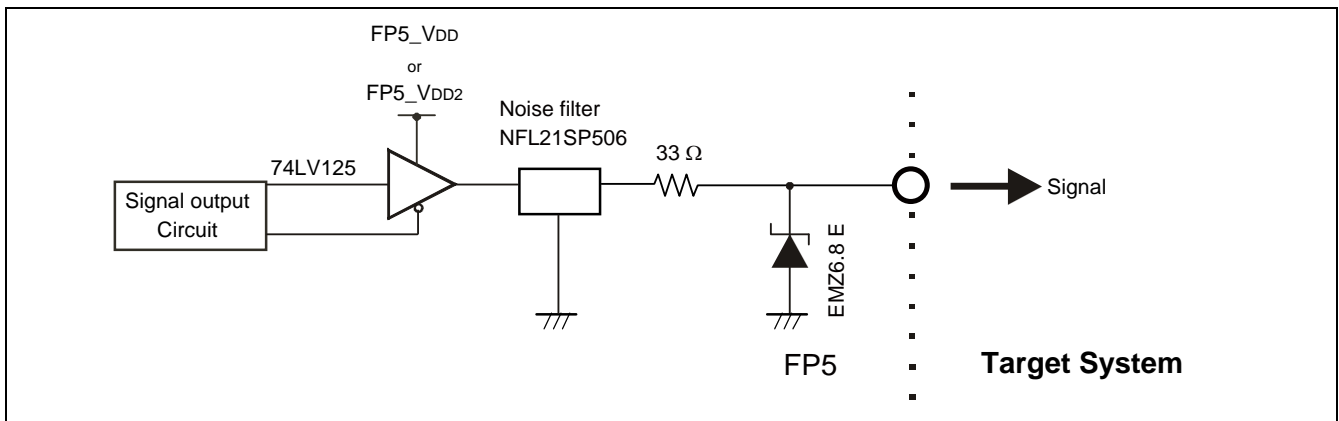 FP5_VDD
or
FP5_VDD2
Noise filter
NFL21SP506
33 Ω
74LV125
Signal output
Circuit
Signal
EMZ6.8 E
FP5
Target System